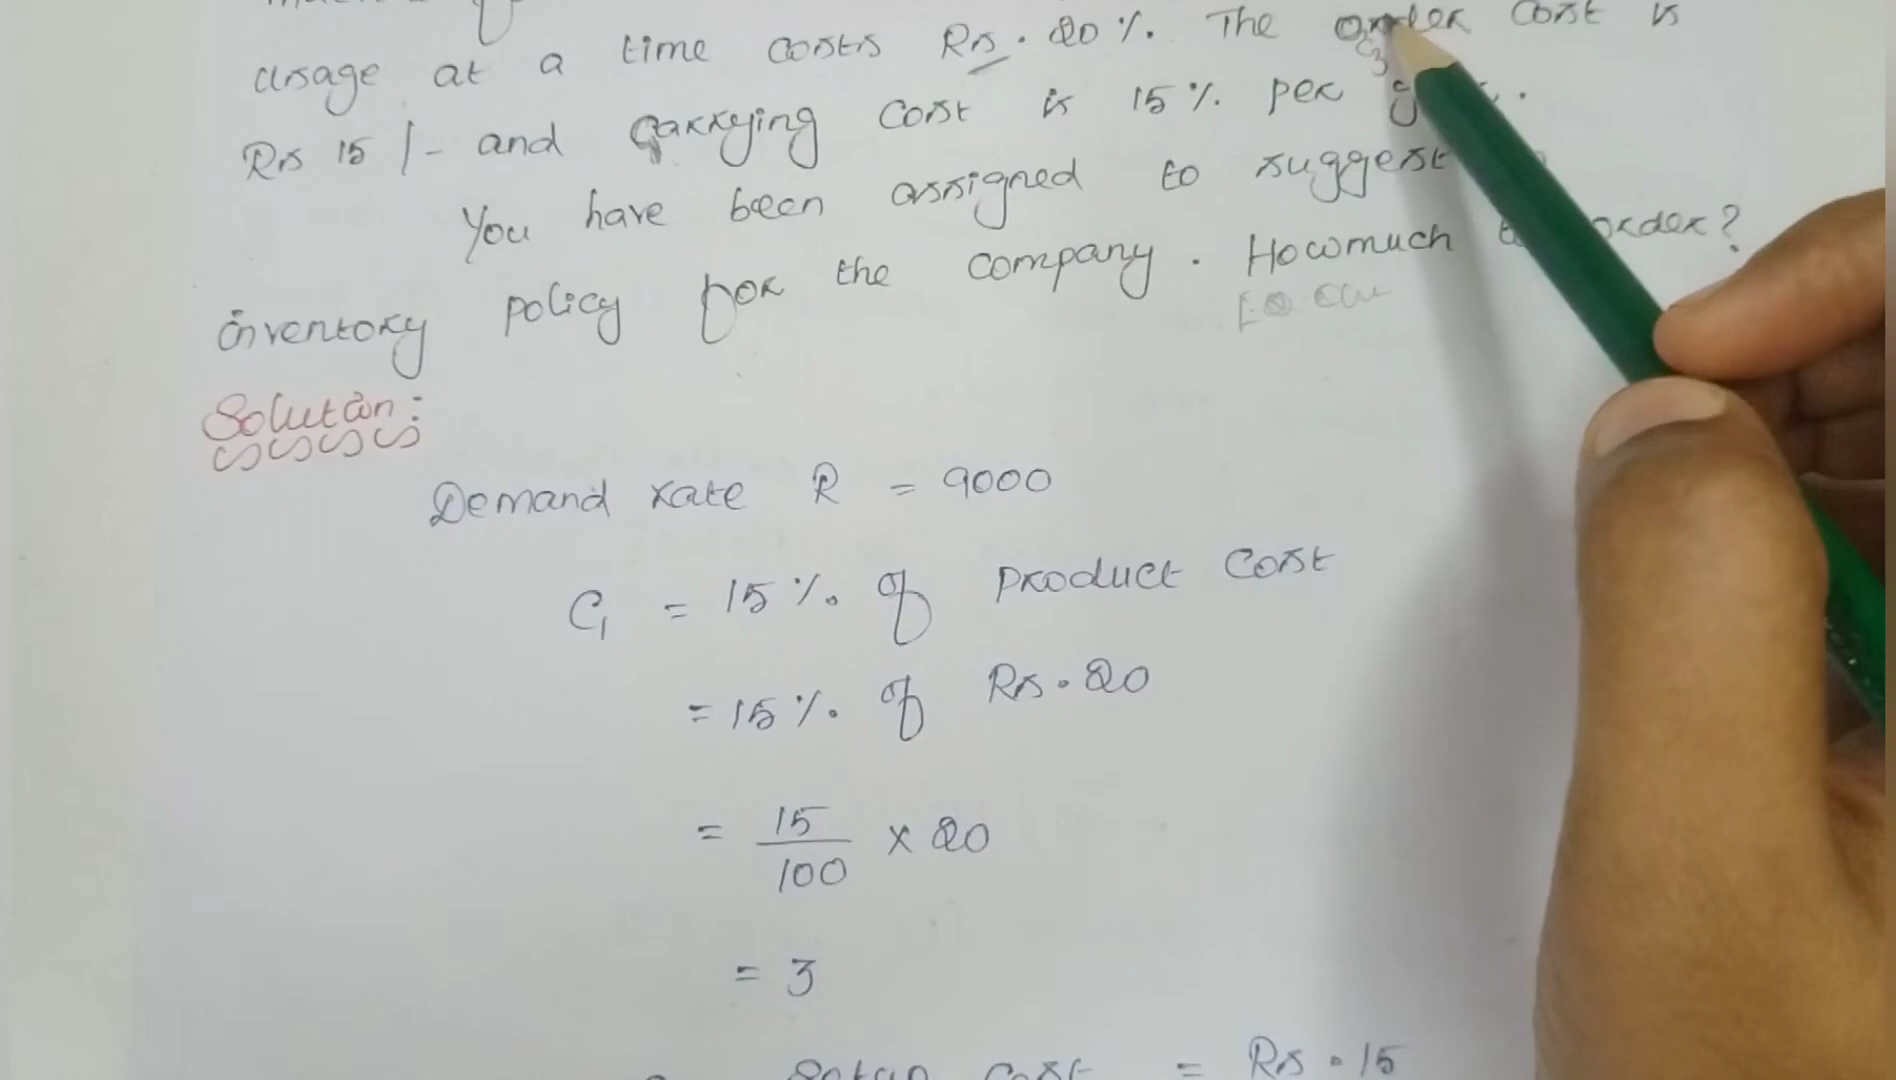 usage at a time costs Rs. 20%. The order cost is
Rs 15/- and carrying cost is 15% per
You have been assigned to suggest
inventory policy for the company. Howmuch order?
Solution:
Demand rate R = 9000
C1 = 15% of product cost
= 15% of Rs. 20
= 15/100 x 20
= 3
Setup cost = Rs. 15